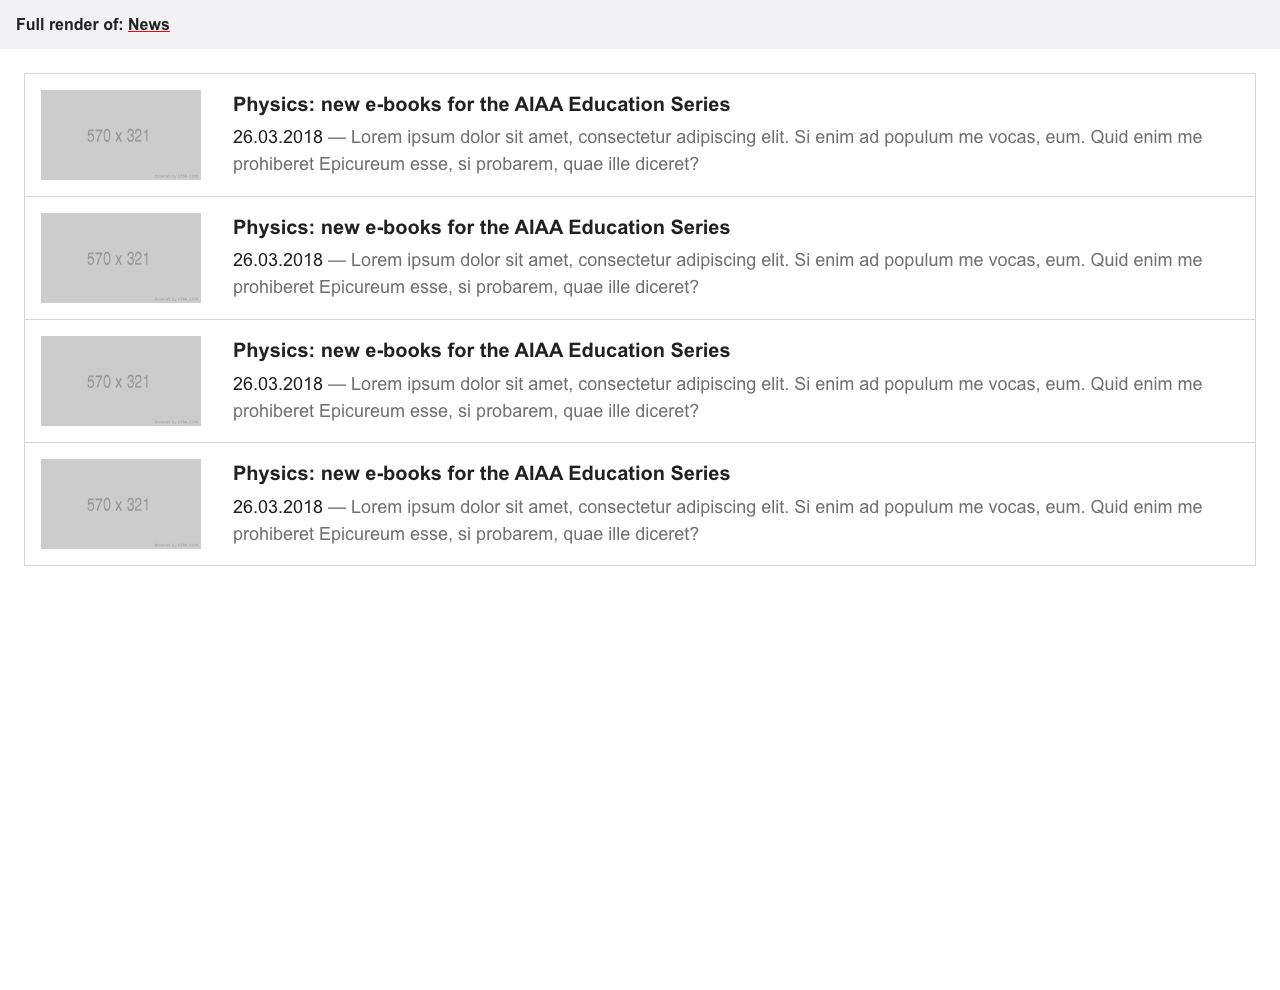 Full render of: News
570 x 321
Physics: new e-books for the AIAA Education Series
26.03.2018 — Lorem ipsum dolor sit amet, consectetur adipiscing elit. Si enim ad populum me vocas, eum. Quid enim me
prohiberet Epicureum esse, si probarem, quae ille diceret?
570 x 321
Physics: new e-books for the AIAA Education Series
26.03.2018 — Lorem ipsum dolor sit amet, consectetur adipiscing elit. Si enim ad populum me vocas, eum. Quid enim me
prohiberet Epicureum esse, si probarem, quae ille diceret?
570 x 321
Physics: new e-books for the AIAA Education Series
26.03.2018 — Lorem ipsum dolor sit amet, consectetur adipiscing elit. Si enim ad populum me vocas, eum. Quid enim me
prohiberet Epicureum esse, si probarem, quae ille diceret?
570 x 321
Physics: new e-books for the AIAA Education Series
26.03.2018 — Lorem ipsum dolor sit amet, consectetur adipiscing elit. Si enim ad populum me vocas, eum. Quid enim me
prohiberet Epicureum esse, si probarem, quae ille diceret?